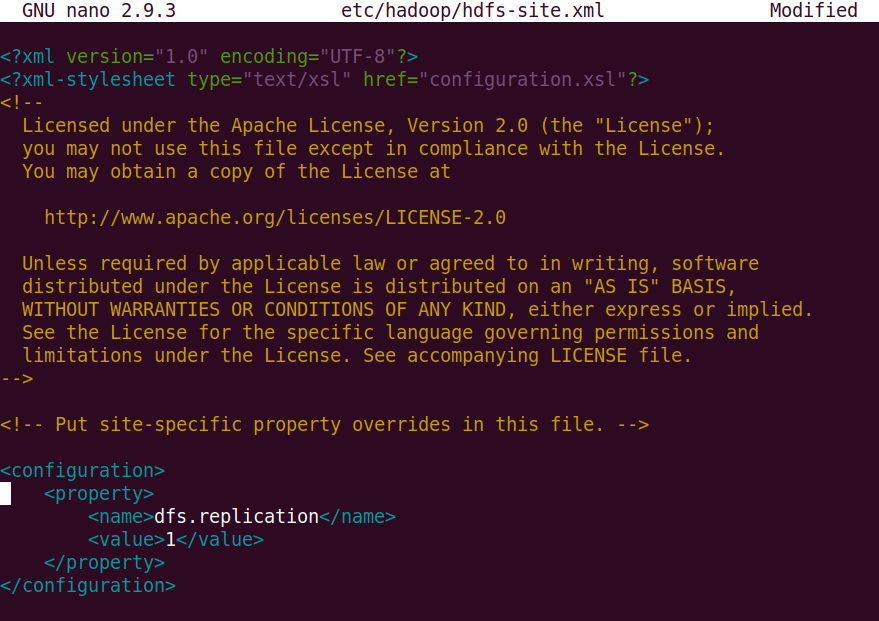 GNU nano 2.9.3 etc/hadoop/hdfs-site.xml Modified
<?xml version="1.0" encoding="UTF-8"?>
<?xml-stylesheet type="text/xsl" href="configuration.xsl"?>
<!--
  Licensed under the Apache License, Version 2.0 (the "License");
  you may not use this file except in compliance with the License.
  You may obtain a copy of the License at
    http://www.apache.org/licenses/LICENSE-2.0
  Unless required by applicable law or agreed to in writing, software
  distributed under the License is distributed on an "AS IS" BASIS,
  WITHOUT WARRANTIES OR CONDITIONS OF ANY KIND, either express or implied.
  See the License for the specific language governing permissions and
  limitations under the License. See accompanying LICENSE file.
-->
<!-- Put site-specific property overrides in this file. -->
<configuration>
    <property>
        <name>dfs.replication</name>
        <value>1</value>
    </property>
</configuration>